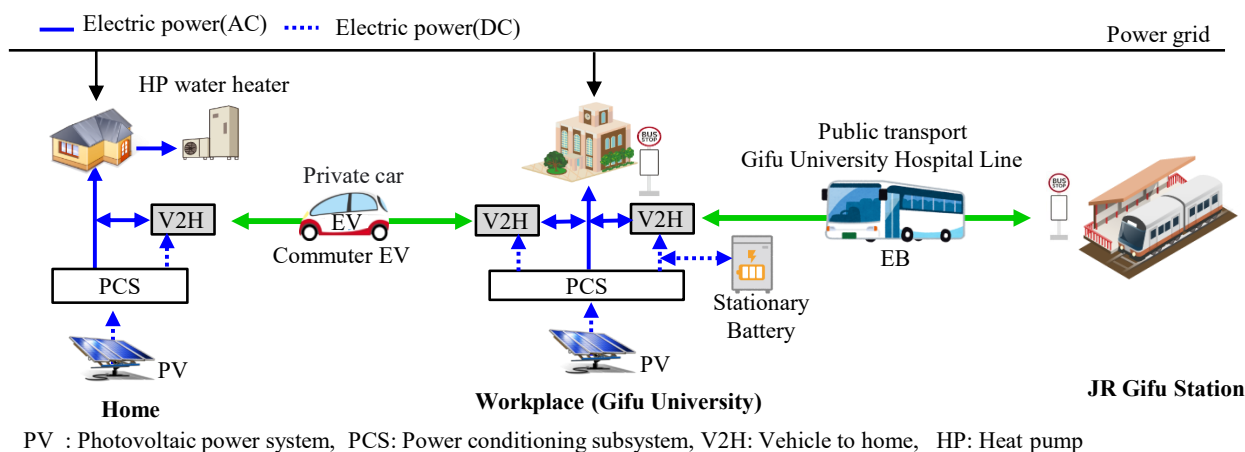 Electric power(AC)
Electric power(DC)
Power grid
HP water heater
BUS
STOP
Public transport
Gifu University Hospital Line
Private car
BUS
STOP
V2H
EV
V2H
V2H
Commuter EV
EB
PCS
PCS
Stationary
Battery
PV
PV
Home
Workplace (Gifu University)
JR Gifu Station
PV : Photovoltaic power system, PCS: Power conditioning subsystem, V2H: Vehicle to home, HP: Heat pump